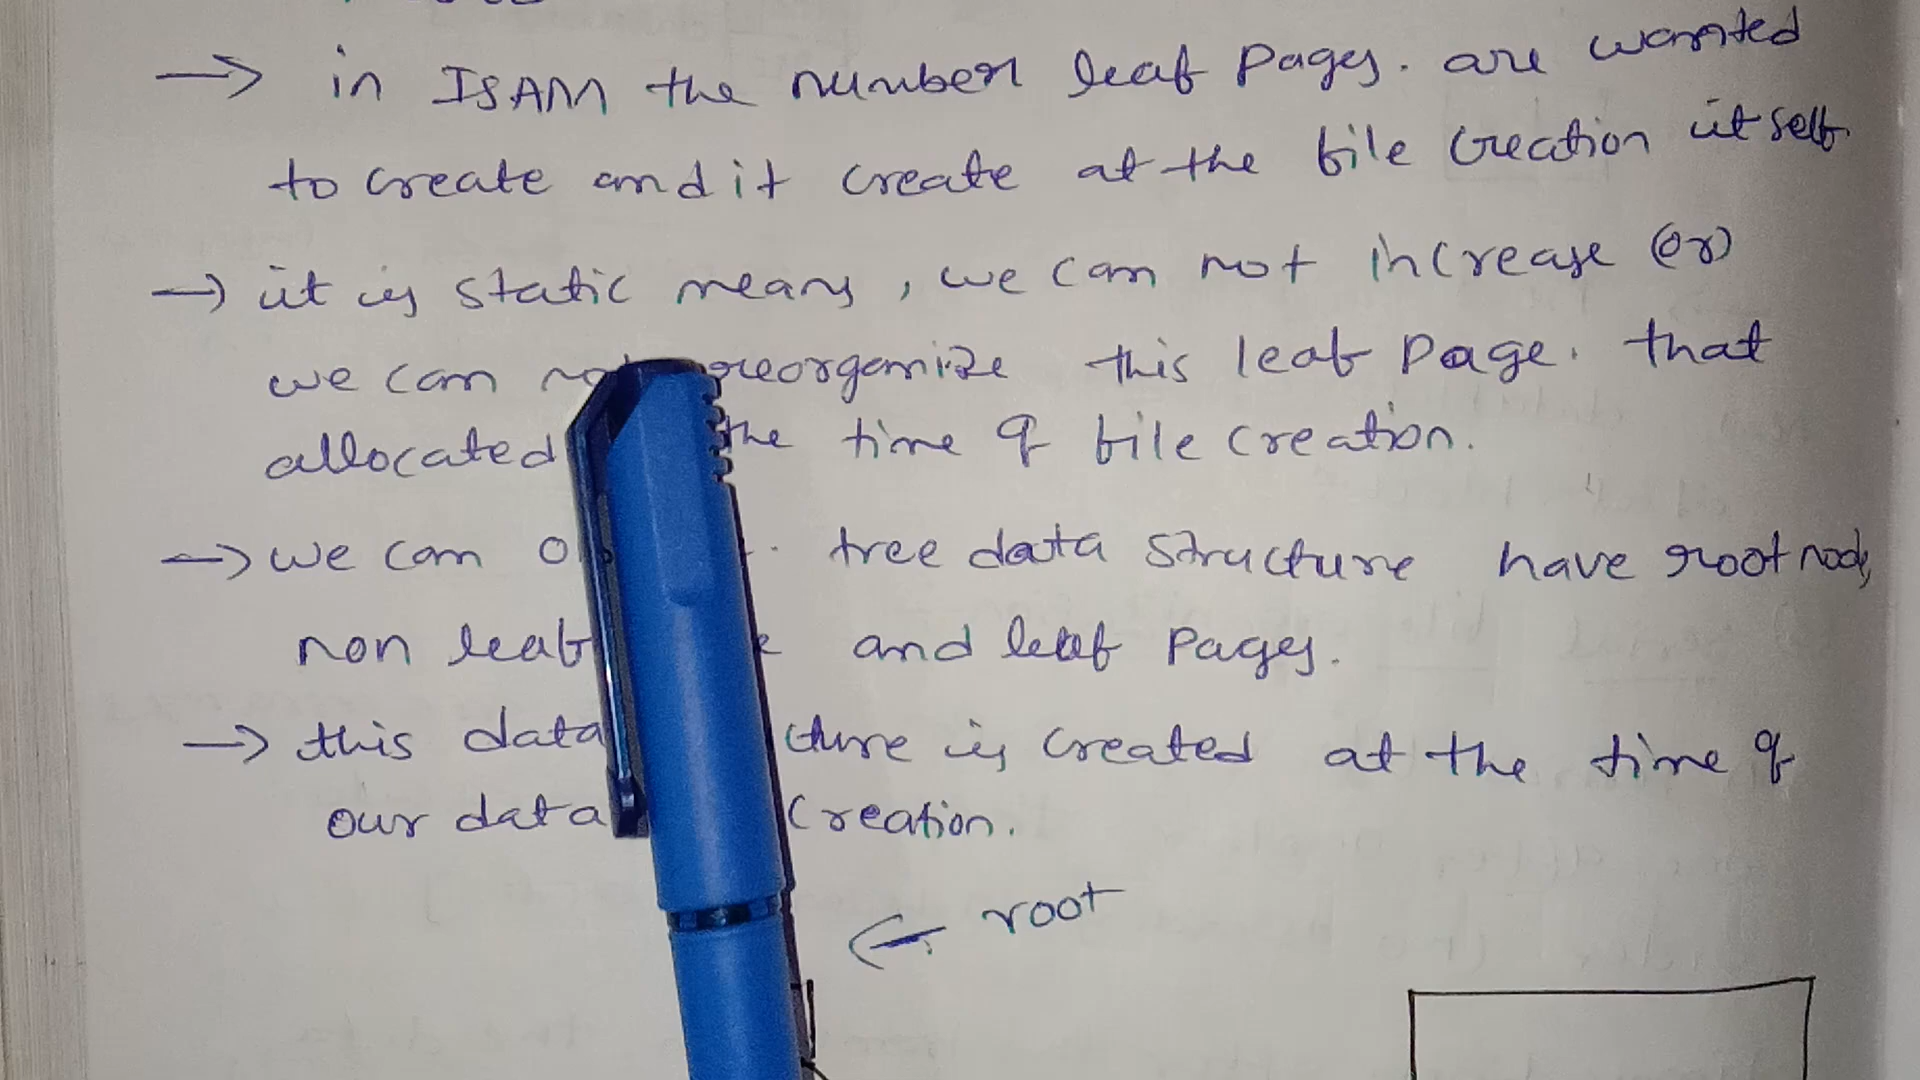 → in ISAM the number leaf pages. are wanted
to create and it create at the file creation itself.
→ it is static means, we can not increase (or)
we can reorganize this leaf page. that
allocated the time of file creation.
→ we can tree data structure have root node,
non leaf and leaf pages.
→ this data is created at the time of
our data creation.
← root